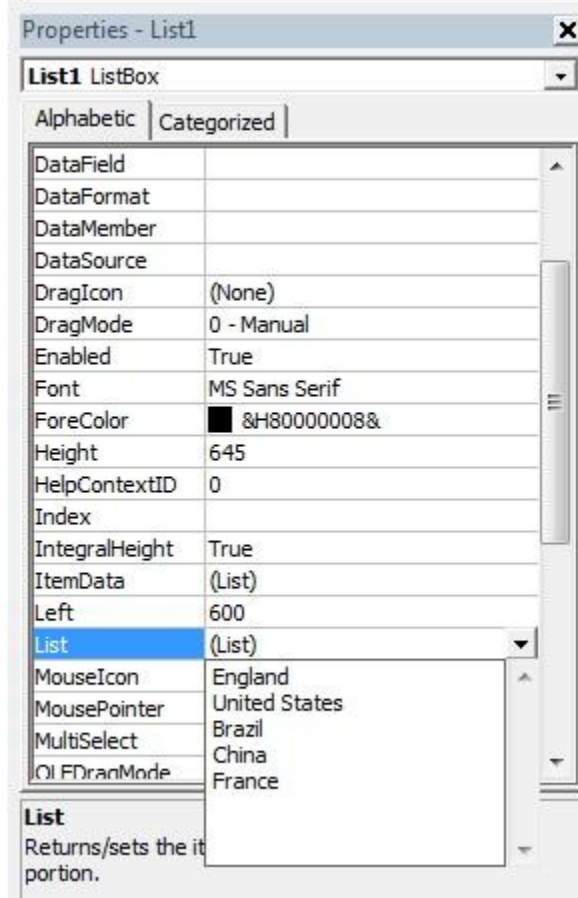 Properties - List1
List1 ListBox
Alphabetic Categorized
DataField
DataFormat
DataMember
DataSource
DragIcon (None)
DragMode 0 - Manual
Enabled True
Font MS Sans Serif
ForeColor &H80000008&
Height 645
HelpContextID 0
Index
IntegralHeight True
ItemData (List)
Left 600
List (List)
MouseIcon
England
United States
MousePointer
Brazil
MultiSelect
China
OLEDragMode
France
List
Returns/sets the it
portion.